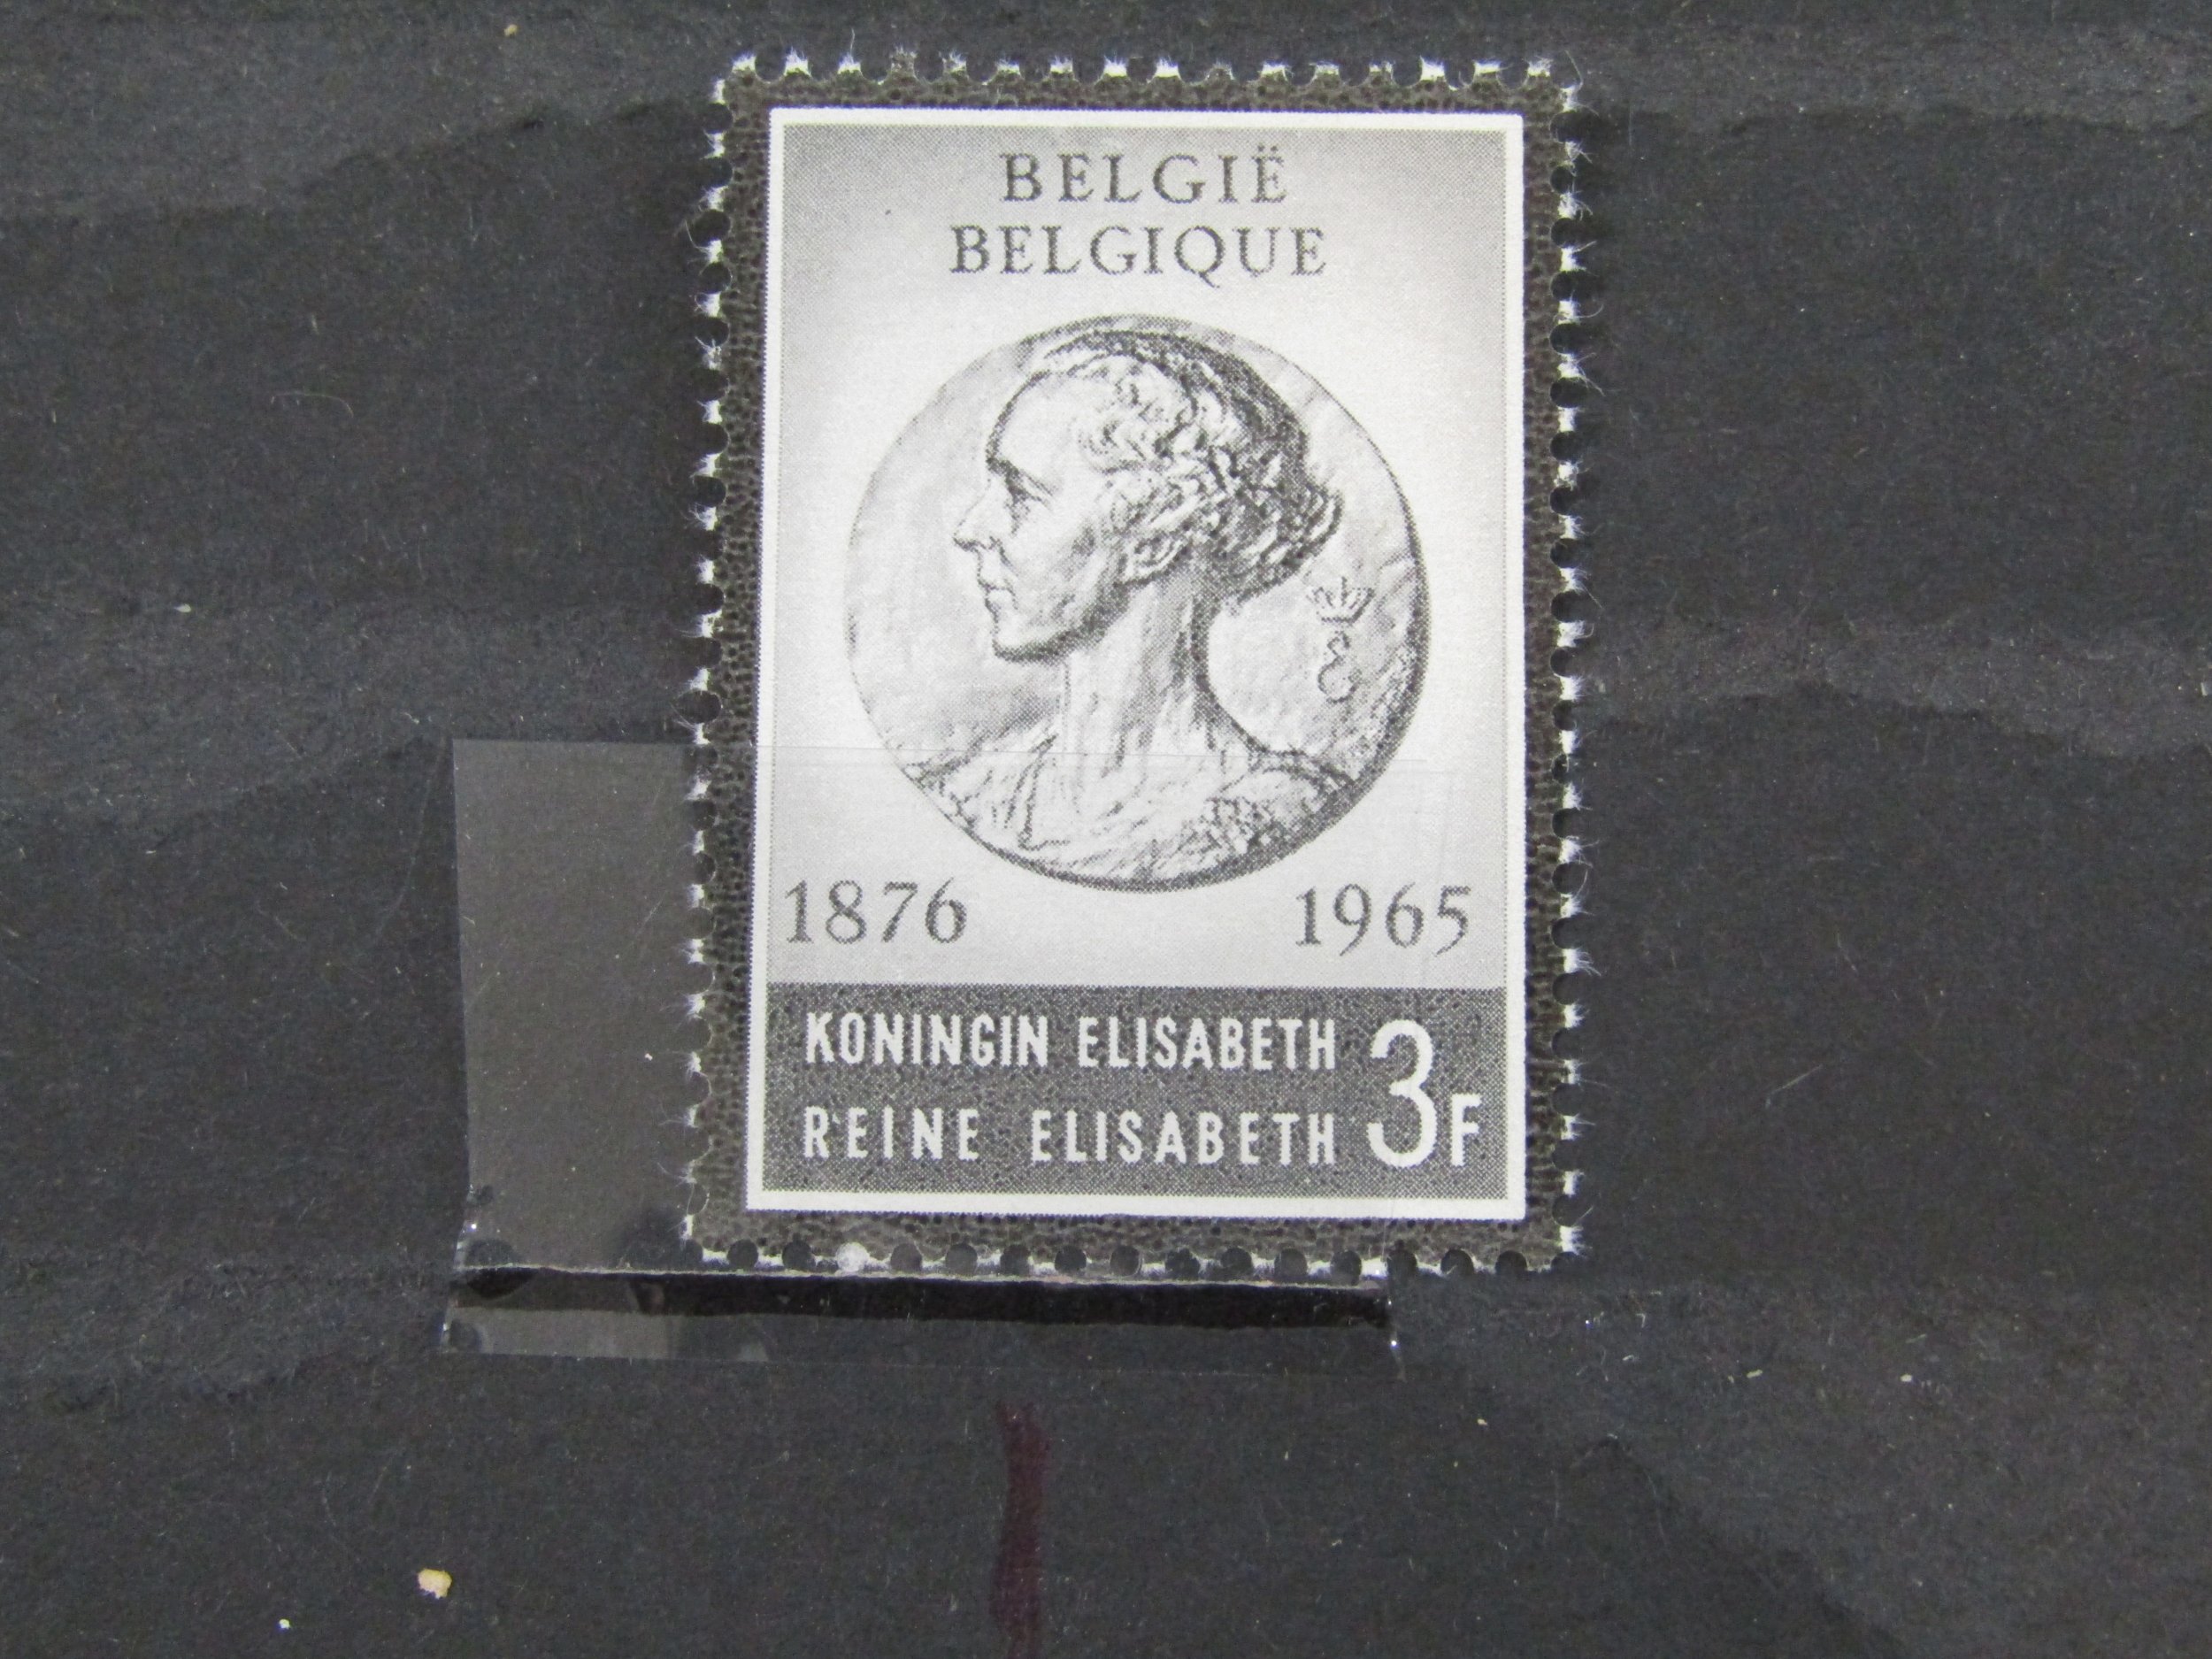 BELGIË
BELGIQUE
1876 1965
KONINGIN ELISABETH 3F
REINE ELISABETH